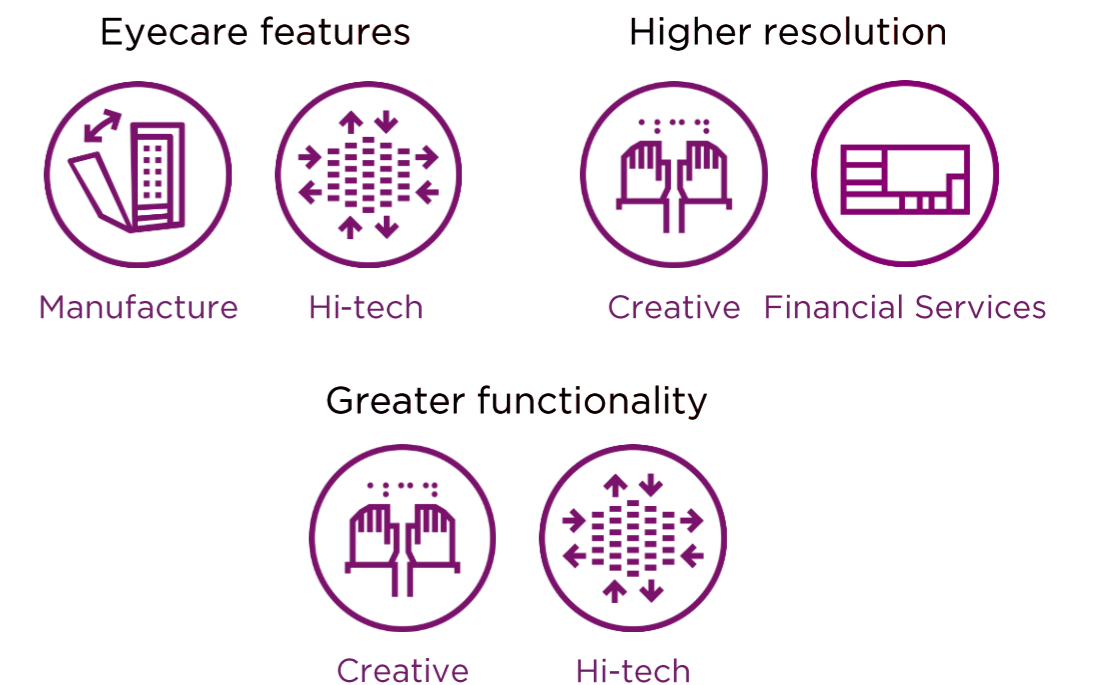 Eyecare features
Higher resolution
Manufacture
Hi-tech
Creative
Financial Services
Greater functionality
Creative
Hi-tech